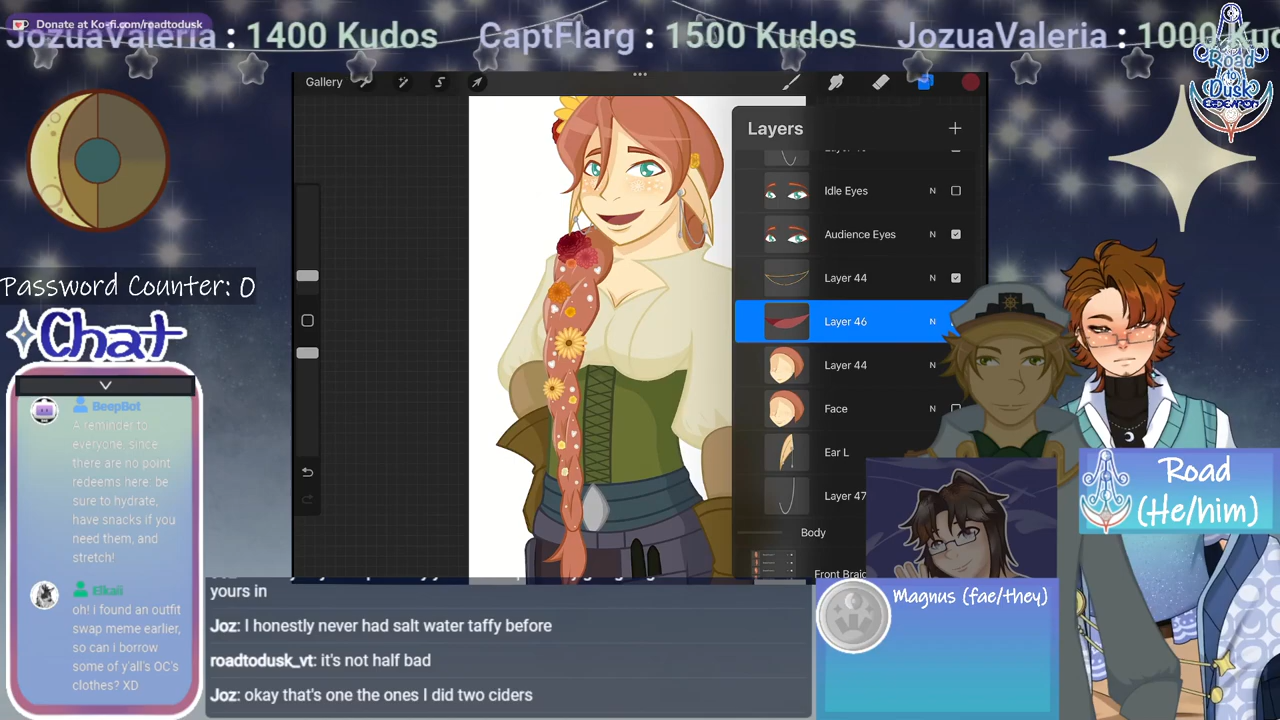 Donate at Ko-fi.com/roadtodusk
JozuaValeria : 1400 Kudos CaptFlarg : 1500 Kudos JozuaValeria : 1000 Kudos
Road
to
Dusk
Gallery
Layers
Idle Eyes N
Audience Eyes N
Layer 44 N
Layer 46 N
Layer 44 N
Face N
Ear L
Layer 47
Body
Front Braid
Password Counter: 0
Chat
BeepBot
A reminder to
everyone, since
there are no point
redeems here: be
sure to hydrate,
have snacks if you
need them, and
stretch!
Elkaii
oh! i found an outfit
swap meme earlier,
so can i borrow
some of y'all's OC's
clothes? XD
yours in
Joz: I honestly never had salt water taffy before
roadtodusk_vt: it's not half bad
Joz: okay that's one the ones I did two ciders
Road
(He/him)
Magnus (fae/they)